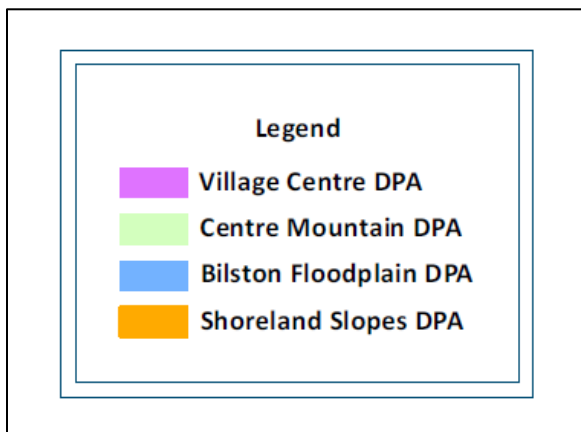 Legend
Village Centre DPA
Centre Mountain DPA
Bilston Floodplain DPA
Shoreland Slopes DPA